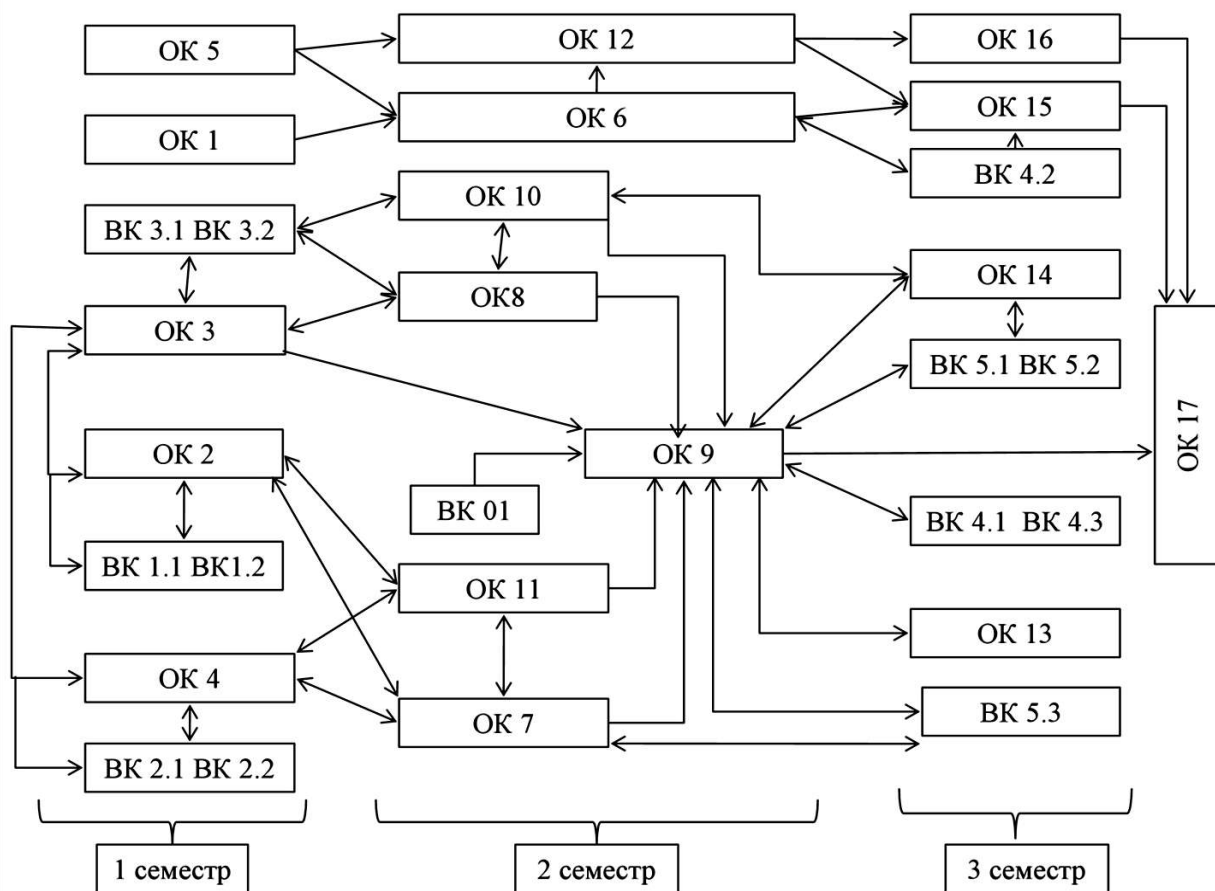 ОК 5
ОК 12
ОК 16
ОК 1
ОК 6
ОК 15
ВК 4.2
ВК 3.1 ВК 3.2
ОК 10
ОК 14
ОК 3
ОК8
ВК 5.1 ВК 5.2
ОК 17
ОК 2
ОК 9
ВК 01
ВК 4.1 ВК 4.3
ВК 1.1 ВК1.2
ОК 11
ОК 13
ОК 4
ОК 7
ВК 5.3
ВК 2.1 ВК 2.2
1 семестр
2 семестр
3 семестр